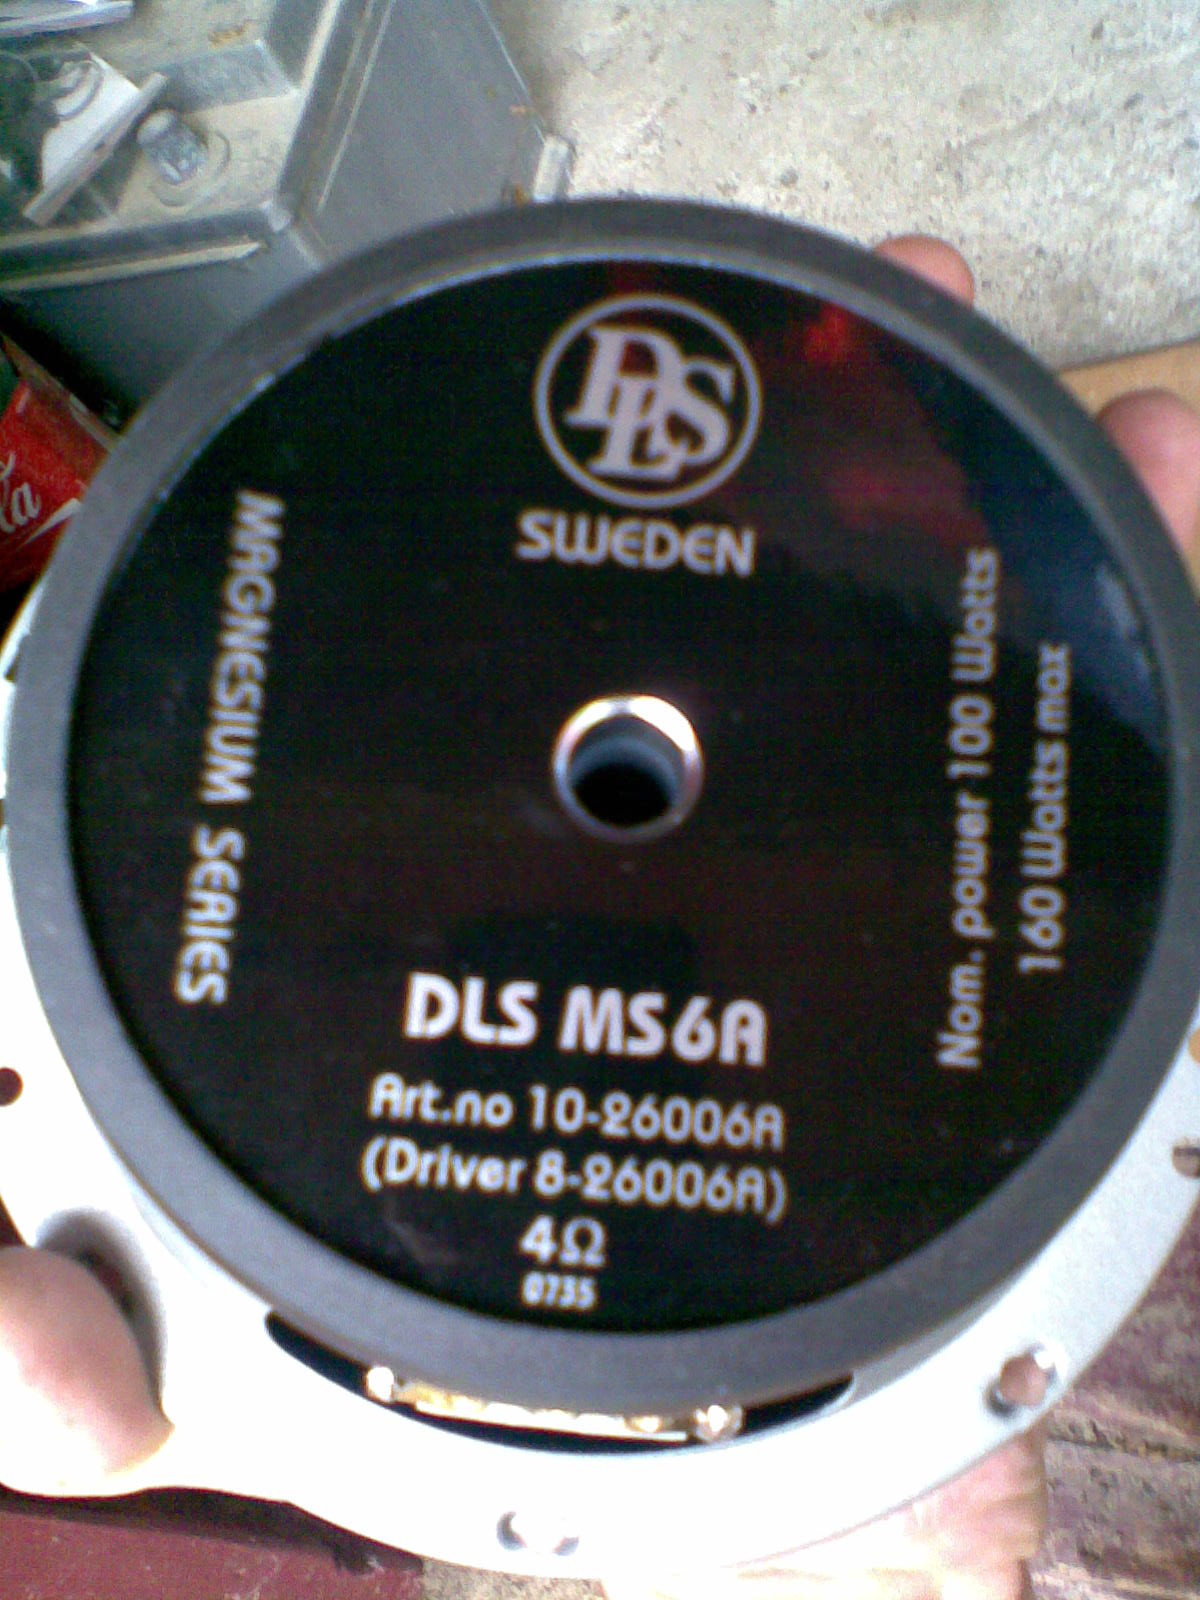 DLS
SWEDEN
MAGNESIUM SERIES
Nom. power 100 Watts
160 Watts max
DLS MS6A
Art.no 10-26006A
(Driver 8-26006A)
4Ω
0735
la